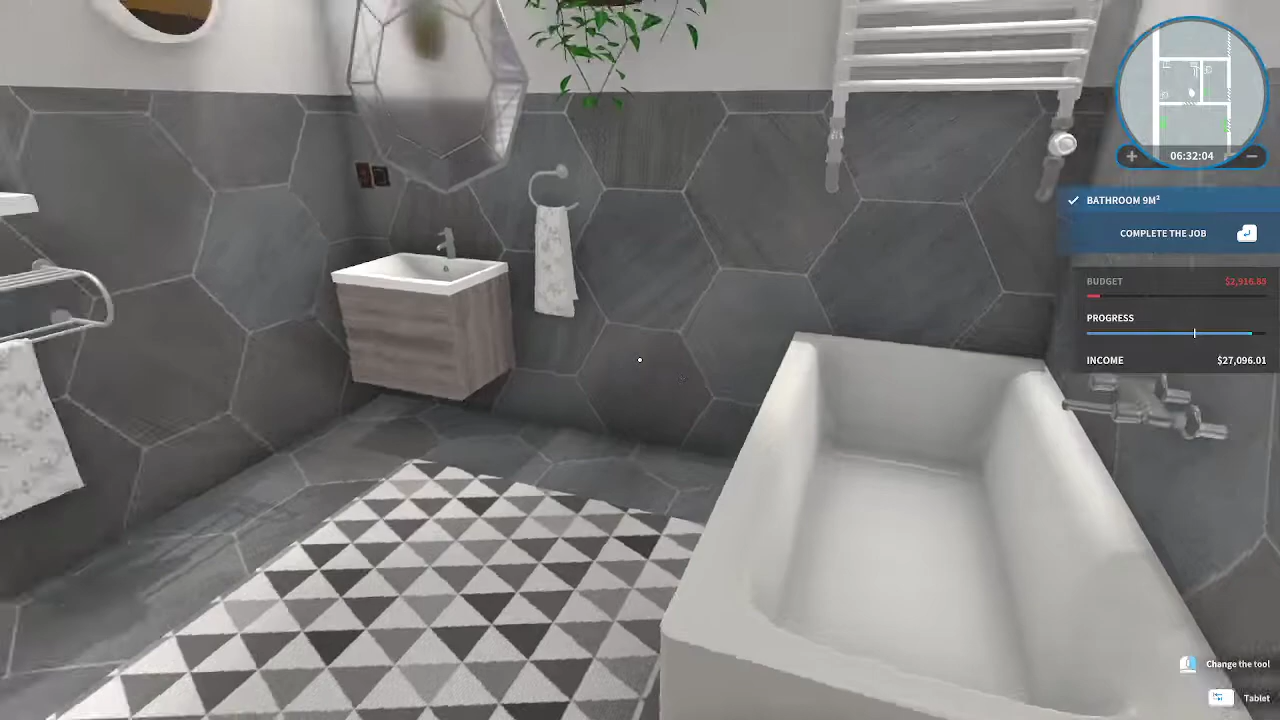 06:32:04
BATHROOM 9M²
COMPLETE THE JOB
BUDGET $2,916.85
PROGRESS
INCOME $27,096.01
Change the tool
Tablet